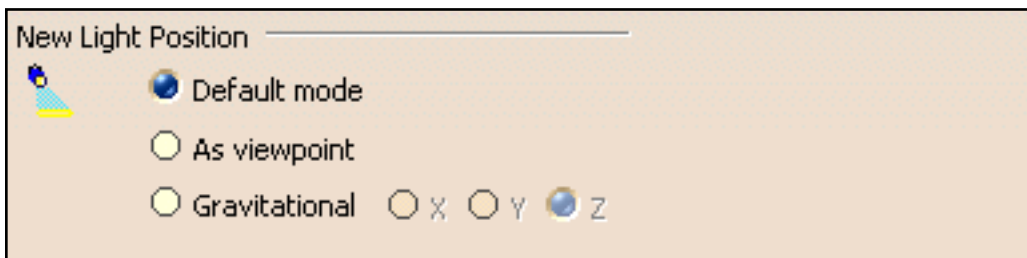 New Light Position
Default mode
As viewpoint
Gravitational X Y Z